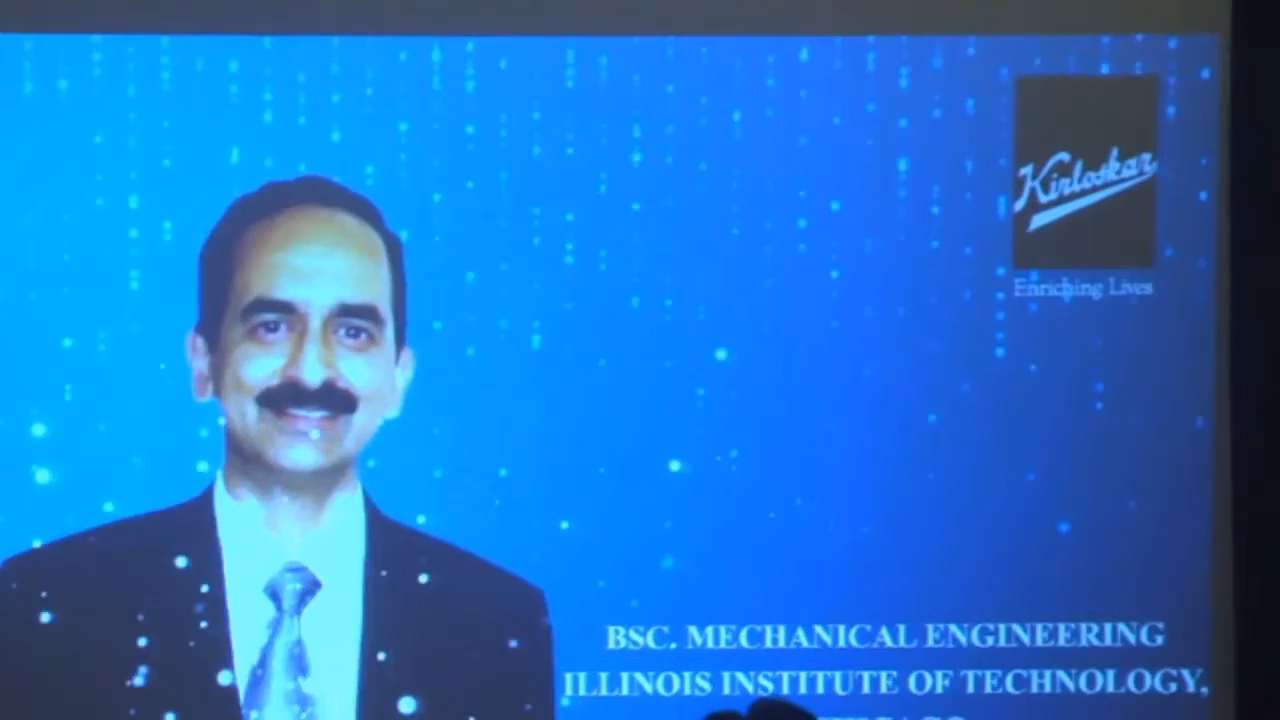 Kirloskar
Enriching Lives
BSC. MECHANICAL ENGINEERING
ILLINOIS INSTITUTE OF TECHNOLOGY,